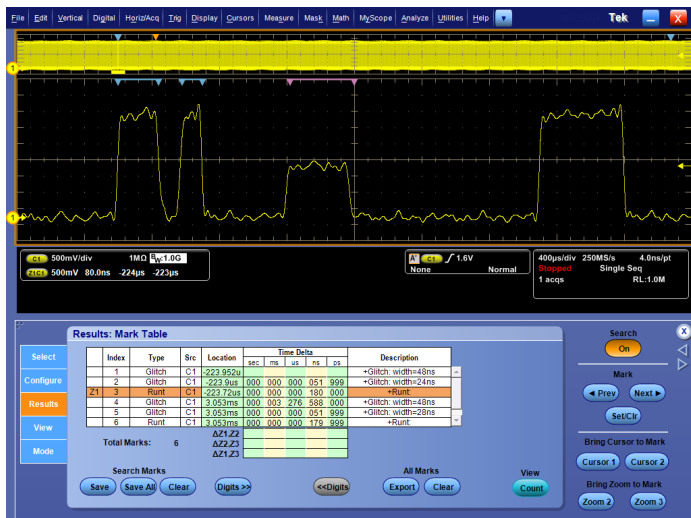 File Edit Vertical Digital Horiz/Acq Trig Display Cursors Measure Mask Math MyScope Analyze Utilities Help Tek X
1
1
C1 500mV/div 1MΩ BW:1.0G
Z1C1 500mV 80.0ns -224µs -223µs
A' C1 1.6V
None Normal
400µs/div 250MS/s 4.0ns/pt
Stopped Single Seq
1 acqs RL:1.0M
Results: Mark Table
Select
Configure
Results
View
Mode
Index Type Src Location Time Delta Description
sec ms us ns ps
1 Glitch C1 -223.952u +Glitch: width=48ns
2 Glitch C1 -223.9us 000 000 000 051 999 +Glitch: width=24ns
Z1 3 Runt C1 -223.72us 000 000 000 180 000 +Runt:
4 Glitch C1 3.053ms 000 003 276 588 000 +Glitch: width=48ns
5 Glitch C1 3.053ms 000 000 000 051 999 +Glitch: width=28ns
6 Runt C1 3.053ms 000 000 000 179 999 +Runt:
Total Marks: 6
ΔZ1,Z2
ΔZ2,Z3
ΔZ1,Z3
Search Marks
Save Save All Clear
Digits >>
<<Digits
All Marks
Export Clear
View
Count
Search
On
X
Mark
Prev Next
Set/Clr
Bring Cursor to Mark
Cursor 1 Cursor 2
Bring Zoom to Mark
Zoom 2 Zoom 3